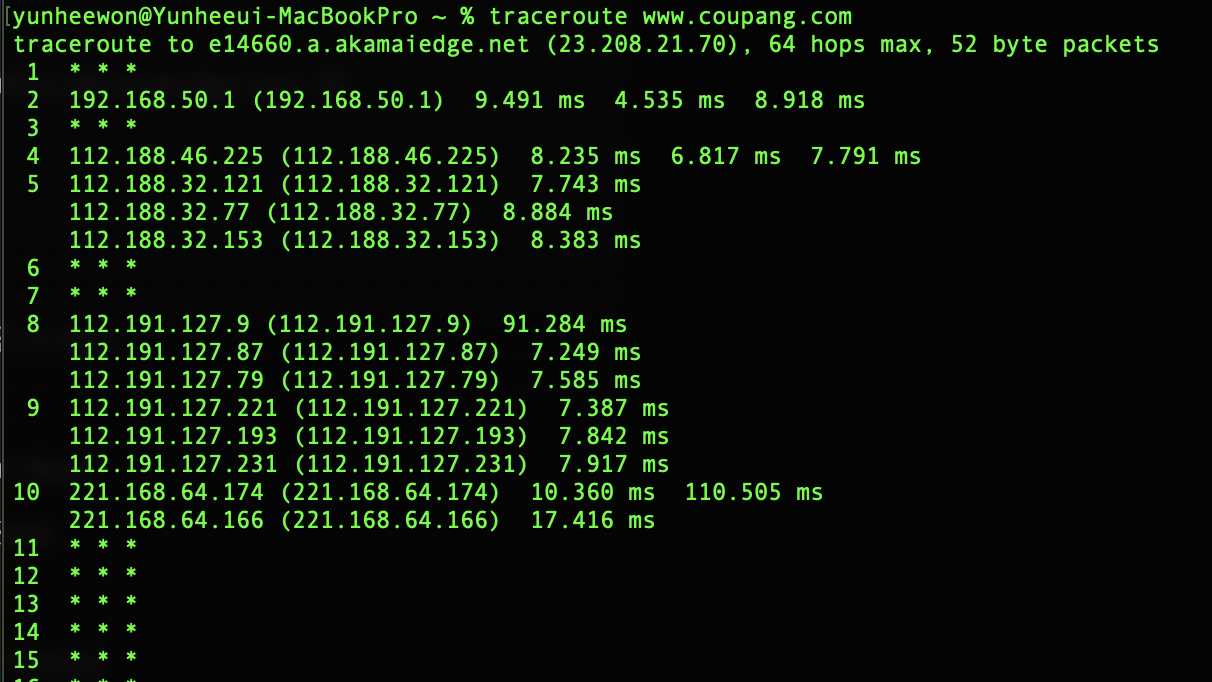 [yunheewon@Yunheeui-MacBookPro ~ % traceroute www.coupang.com
traceroute to e14660.a.akamaiedge.net (23.208.21.70), 64 hops max, 52 byte packets
 1  * * *
 2  192.168.50.1 (192.168.50.1)  9.491 ms  4.535 ms  8.918 ms
 3  * * *
 4  112.188.46.225 (112.188.46.225)  8.235 ms  6.817 ms  7.791 ms
 5  112.188.32.121 (112.188.32.121)  7.743 ms
    112.188.32.77 (112.188.32.77)  8.884 ms
    112.188.32.153 (112.188.32.153)  8.383 ms
 6  * * *
 7  * * *
 8  112.191.127.9 (112.191.127.9)  91.284 ms
    112.191.127.87 (112.191.127.87)  7.249 ms
    112.191.127.79 (112.191.127.79)  7.585 ms
 9  112.191.127.221 (112.191.127.221)  7.387 ms
    112.191.127.193 (112.191.127.193)  7.842 ms
    112.191.127.231 (112.191.127.231)  7.917 ms
10  221.168.64.174 (221.168.64.174)  10.360 ms  110.505 ms
    221.168.64.166 (221.168.64.166)  17.416 ms
11  * * *
12  * * *
13  * * *
14  * * *
15  * * *